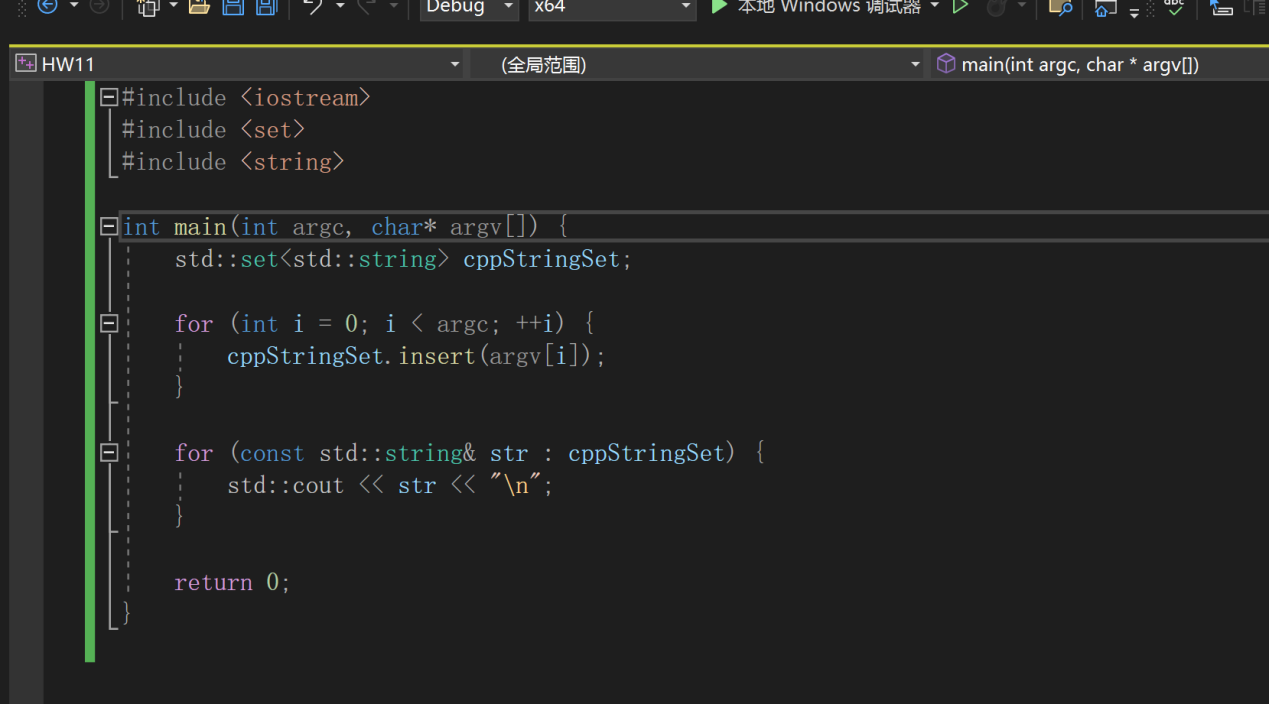 Debug x64 本地 Windows 调试器
HW11 (全局范围) main(int argc, char * argv[])
#include <iostream>
#include <set>
#include <string>
int main(int argc, char* argv[]) {
std::set<std::string> cppStringSet;
for (int i = 0; i < argc; ++i) {
cppStringSet.insert(argv[i]);
}
for (const std::string& str : cppStringSet) {
std::cout << str << "\n";
}
return 0;
}